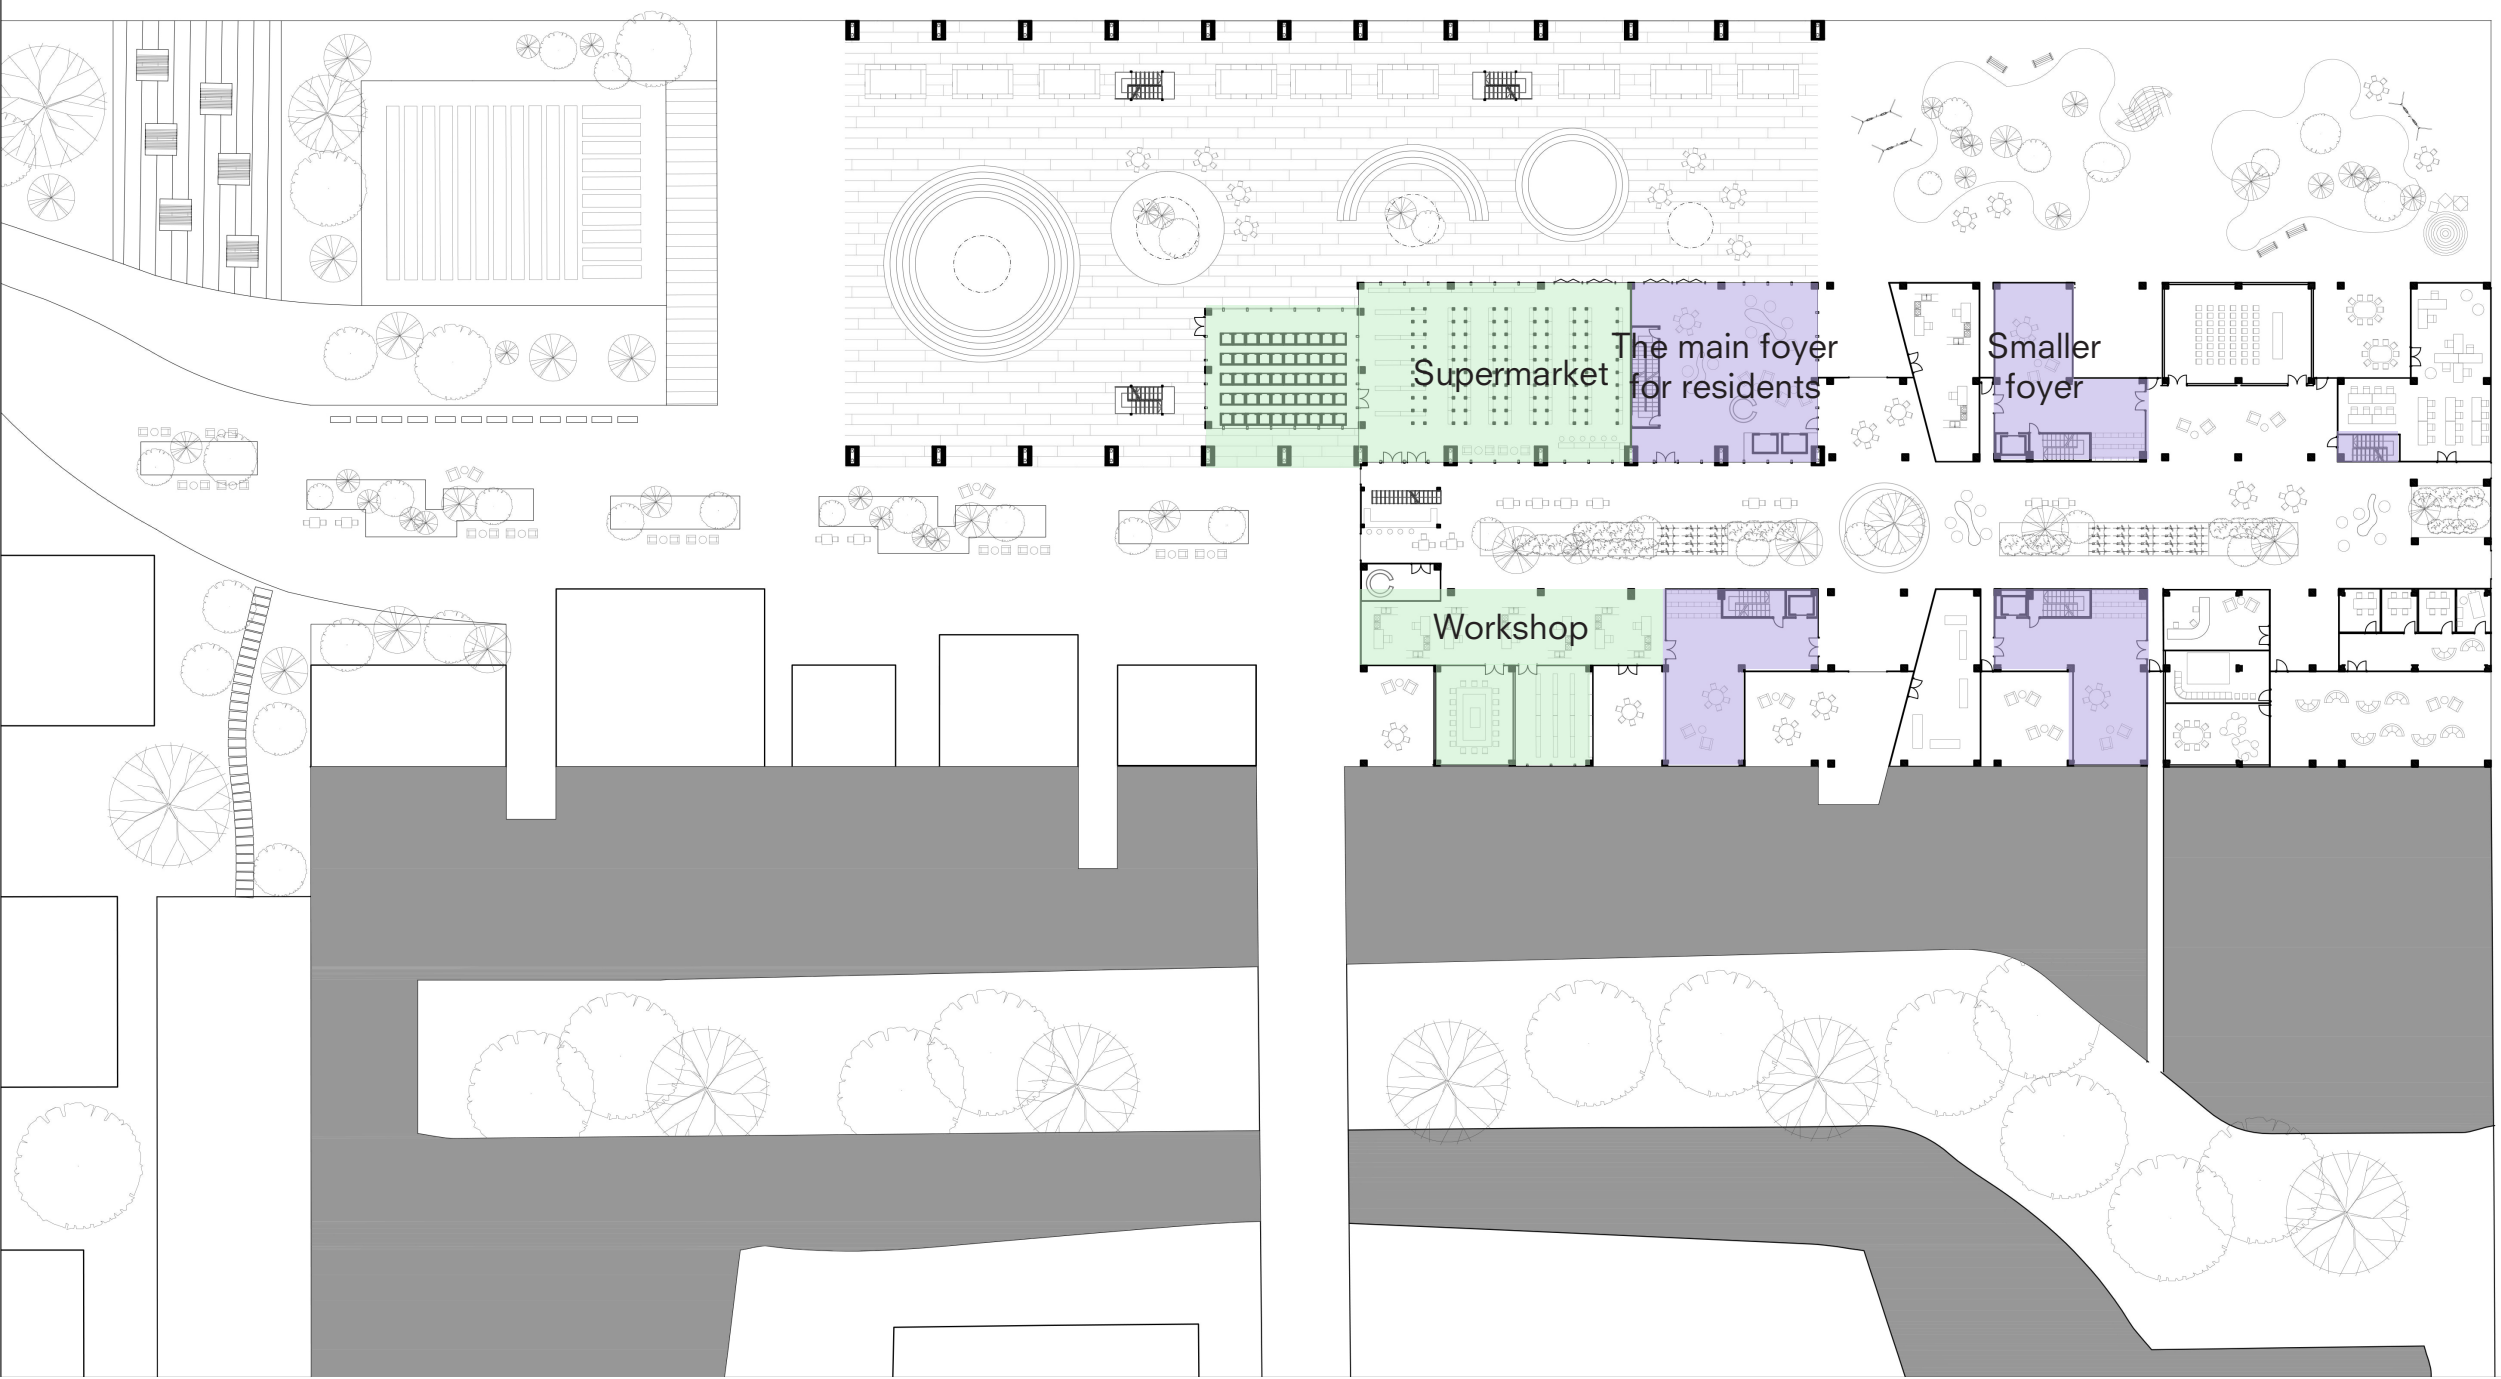 Supermarket
The main foyer
for residents
Smaller
foyer
Workshop